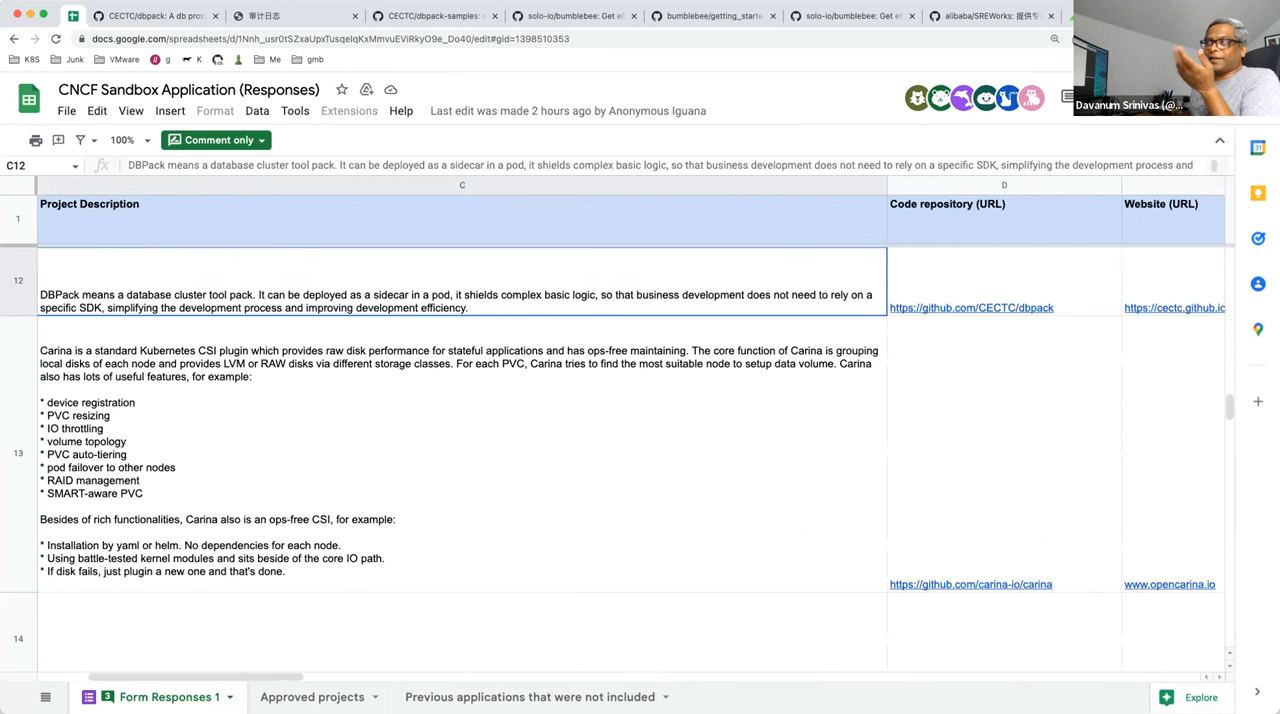 CECTC/dbpack: A db prox
审计日志
CECTC/dbpack-samples: s
solo-io/bumblebee: Get eB
bumblebee/getting_starte
solo-io/bumblebee: Get eB
alibaba/SREWorks: 提供专
docs.google.com/spreadsheets/d/1Nnh_usr0tSZxaUpxTusqeIqKxMmvuEViRkyO9e_Do40/edit#gid=1398510353
K8S
Junk
VMware
g
K
Me
gmb
CNCF Sandbox Application (Responses)
File Edit View Insert Format Data Tools Extensions Help Last edit was made 2 hours ago by Anonymous Iguana
Davanum Srinivas (@...
100%
Comment only
C12
fx
DBPack means a database cluster tool pack. It can be deployed as a sidecar in a pod, it shields complex basic logic, so that business development does not need to rely on a specific SDK, simplifying the development process and
C
D
1
Project Description
Code repository (URL)
Website (URL)
12
DBPack means a database cluster tool pack. It can be deployed as a sidecar in a pod, it shields complex basic logic, so that business development does not need to rely on a
specific SDK, simplifying the development process and improving development efficiency.
https://github.com/CECTC/dbpack
https://cectc.github.io
13
Carina is a standard Kubernetes CSI plugin which provides raw disk performance for stateful applications and has ops-free maintaining. The core function of Carina is grouping
local disks of each node and provides LVM or RAW disks via different storage classes. For each PVC, Carina tries to find the most suitable node to setup data volume. Carina
also has lots of useful features, for example:
* device registration
* PVC resizing
* IO throttling
* volume topology
* PVC auto-tiering
* pod failover to other nodes
* RAID management
* SMART-aware PVC
Besides of rich functionalities, Carina also is an ops-free CSI, for example:
* Installation by yaml or helm. No dependencies for each node.
* Using battle-tested kernel modules and sits beside of the core IO path.
* If disk fails, just plugin a new one and that's done.
https://github.com/carina-io/carina
www.opencarina.io
14
3 Form Responses 1
Approved projects
Previous applications that were not included
Explore